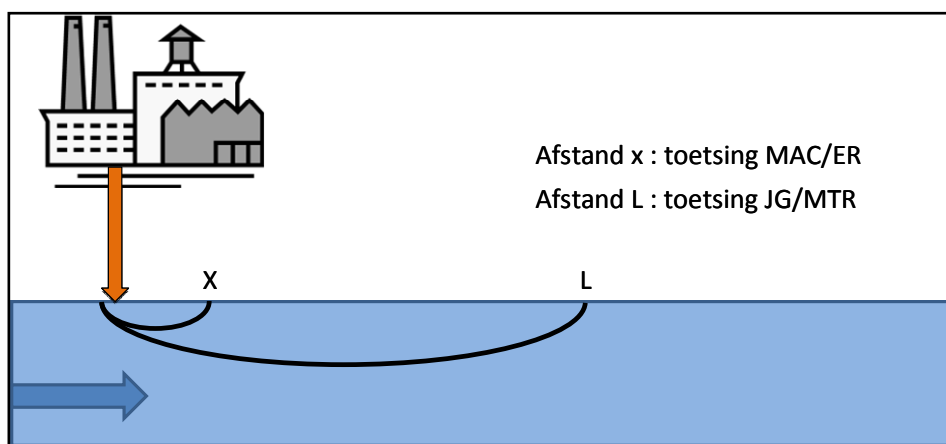 Afstand x : toetsing MAC/ER
Afstand L : toetsing JG/MTR
X
L